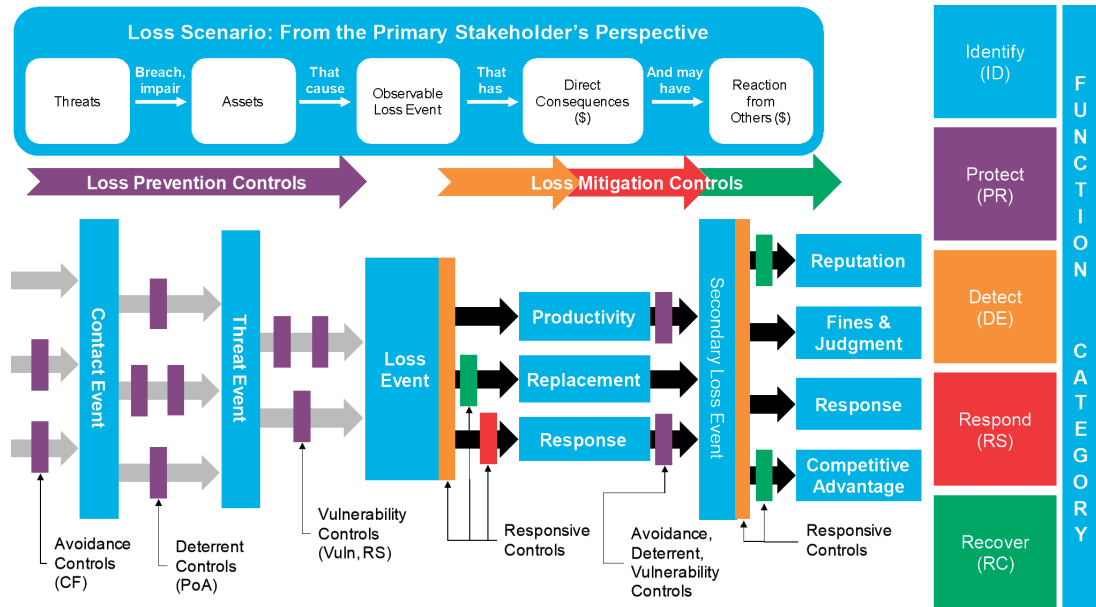 Loss Scenario: From the Primary Stakeholder’s Perspective
Threats
Breach,
impair
Assets
That
cause
Observable
Loss Event
That
has
Direct
Consequences
($)
And may
have
Reaction
from
Others ($)
Loss Prevention Controls
Loss Mitigation Controls
Contact Event
Threat Event
Loss
Event
Productivity
Replacement
Response
Secondary Loss Event
Reputation
Fines &
Judgment
Response
Competitive
Advantage
Avoidance
Controls
(CF)
Deterrent
Controls
(PoA)
Vulnerability
Controls
(Vuln, RS)
Responsive
Controls
Avoidance,
Deterrent,
Vulnerability
Controls
Responsive
Controls
Identify
(ID)
Protect
(PR)
Detect
(DE)
Respond
(RS)
Recover
(RC)
FUNCTION CATEGORY